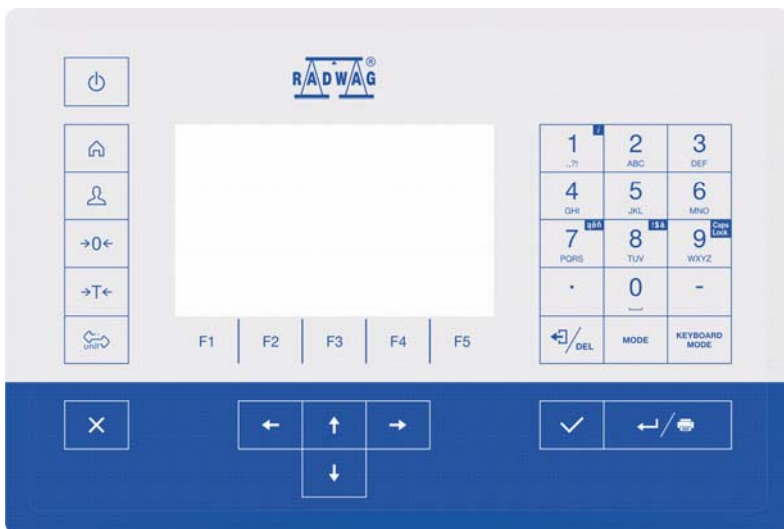 RADWAG®
1 i
..?!
2
ABC
3
DEF
4
GHI
5
JKL
6
MNO
→0←
7 ąöñ
PQRS
8 !$&
TUV
9 Caps Lock
WXYZ
→T←
. 0 -
unit
F1 F2 F3 F4 F5
/DEL
MODE
KEYBOARD
MODE